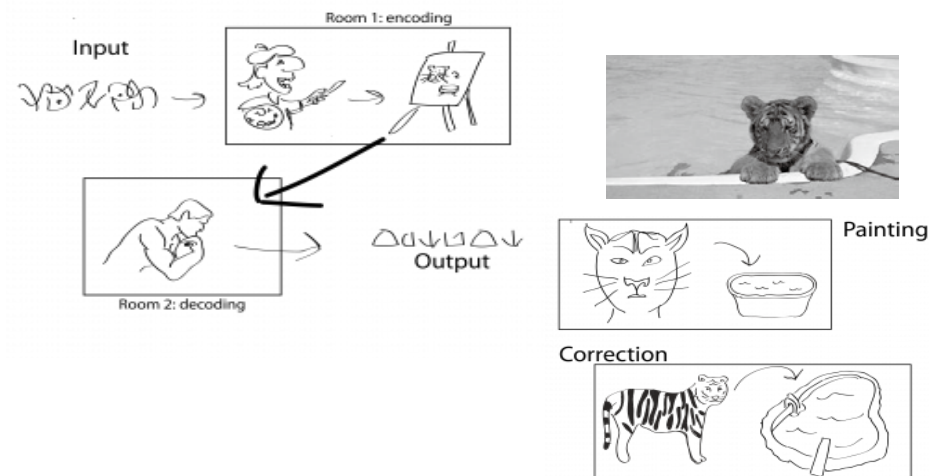 Room 1: encoding
Input
Output
Room 2: decoding
Painting
Correction